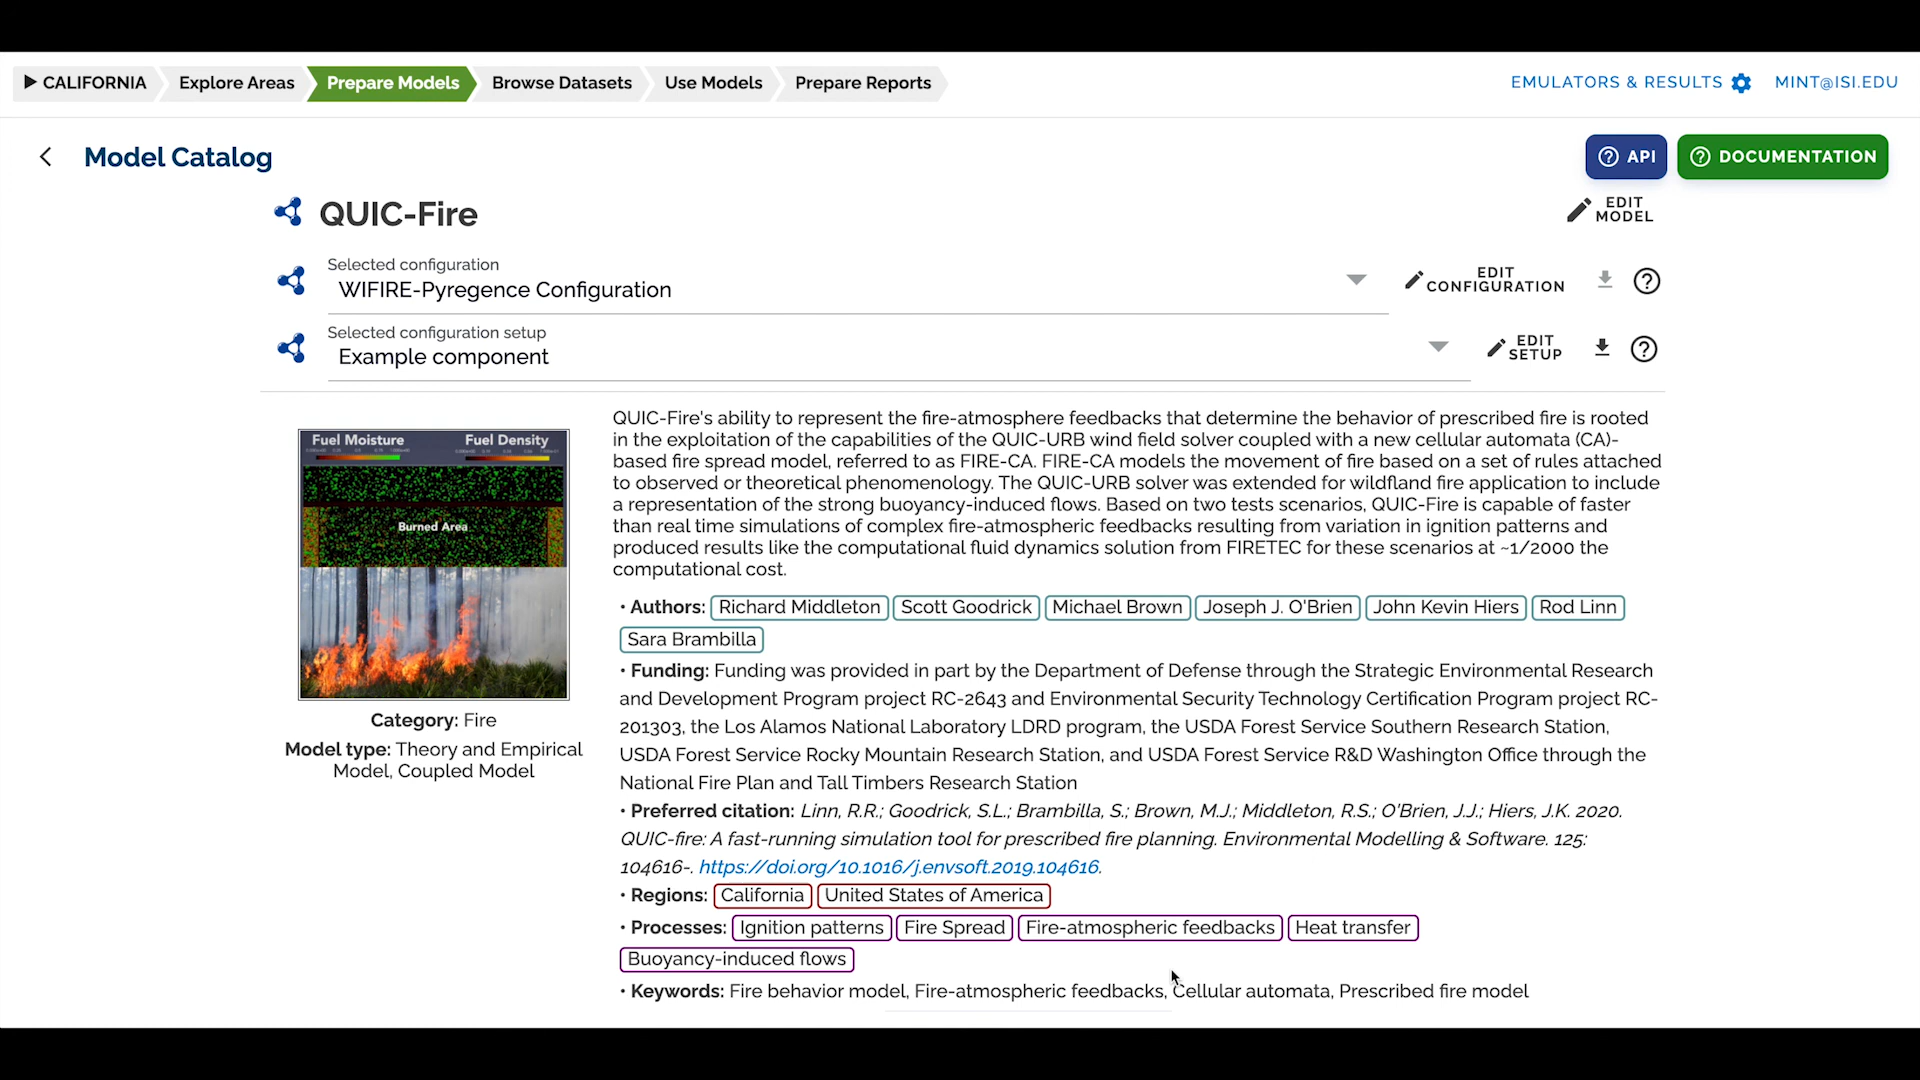 CALIFORNIA Explore Areas Prepare Models Browse Datasets Use Models Prepare Reports EMULATORS & RESULTS MINT@ISI.EDU
Model Catalog
API
DOCUMENTATION
QUIC-Fire
EDIT
MODEL
Selected configuration
WIFIRE-Pyregence Configuration
EDIT
CONFIGURATION
Selected configuration setup
Example component
EDIT
SETUP
Fuel Moisture Fuel Density
Burned Area
Category: Fire
Model type: Theory and Empirical
Model, Coupled Model
QUIC-Fire's ability to represent the fire-atmosphere feedbacks that determine the behavior of prescribed fire is rooted
in the exploitation of the capabilities of the QUIC-URB wind field solver coupled with a new cellular automata (CA)-
based fire spread model, referred to as FIRE-CA. FIRE-CA models the movement of fire based on a set of rules attached
to observed or theoretical phenomenology. The QUIC-URB solver was extended for wildfland fire application to include
a representation of the strong buoyancy-induced flows. Based on two tests scenarios, QUIC-Fire is capable of faster
than real time simulations of complex fire-atmospheric feedbacks resulting from variation in ignition patterns and
produced results like the computational fluid dynamics solution from FIRETEC for these scenarios at ~1/2000 the
computational cost.
• Authors: Richard Middleton Scott Goodrick Michael Brown Joseph J. O'Brien John Kevin Hiers Rod Linn
Sara Brambilla
• Funding: Funding was provided in part by the Department of Defense through the Strategic Environmental Research
and Development Program project RC-2643 and Environmental Security Technology Certification Program project RC-
201303, the Los Alamos National Laboratory LDRD program, the USDA Forest Service Southern Research Station,
USDA Forest Service Rocky Mountain Research Station, and USDA Forest Service R&D Washington Office through the
National Fire Plan and Tall Timbers Research Station
• Preferred citation: Linn, R.R.; Goodrick, S.L.; Brambilla, S.; Brown, M.J.; Middleton, R.S.; O'Brien, J.J.; Hiers, J.K. 2020.
QUIC-fire: A fast-running simulation tool for prescribed fire planning. Environmental Modelling & Software. 125:
104616-. https://doi.org/10.1016/j.envsoft.2019.104616.
• Regions: California United States of America
• Processes: Ignition patterns Fire Spread Fire-atmospheric feedbacks Heat transfer
Buoyancy-induced flows
• Keywords: Fire behavior model, Fire-atmospheric feedbacks, Cellular automata, Prescribed fire model